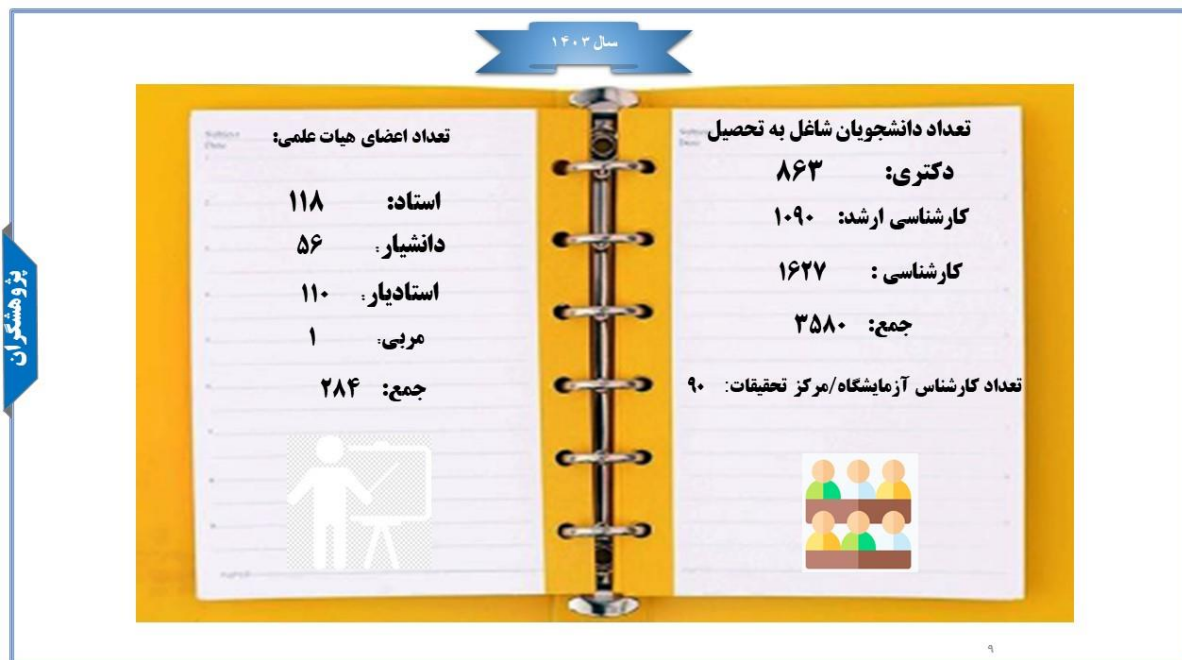 سال ۱۴۰۳
تعداد دانشجویان شاغل به تحصیل
دکتری: ۸۶۳
کارشناسی ارشد: ۱۰۹۰
کارشناسی : ۱۶۲۷
جمع: ۳۵۸۰
تعداد کارشناس آزمایشگاه/مرکز تحقیقات: ۹۰
تعداد اعضای هیات علمی:
استاد: ۱۱۸
دانشیار: ۵۶
استادیار: ۱۱۰
مربی: ۱
جمع: ۲۸۴
پژوهشگران
۹